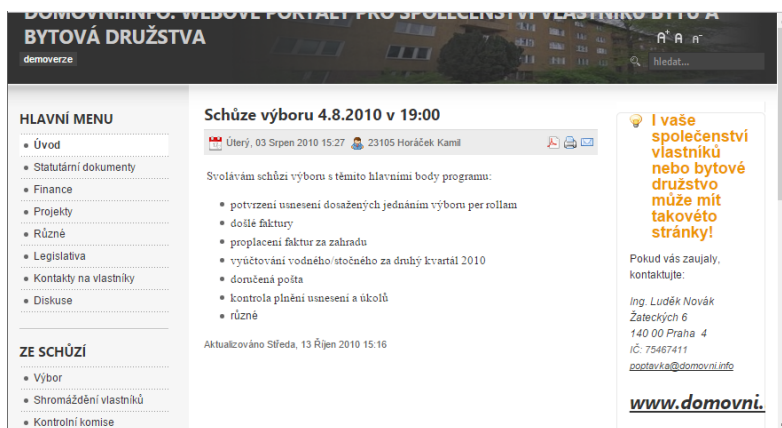 DOMOVNI.INFO: WEBOVÉ PORTÁLY PRO SPOLEČENSTVÍ VLASTNÍKŮ BYTŮ A
BYTOVÁ DRUŽSTVA
demoverze
A+ A A-
hledat...
HLAVNÍ MENU
Úvod
Statutární dokumenty
Finance
Projekty
Různé
Legislativa
Kontakty na vlastníky
Diskuse
ZE SCHŮZÍ
Výbor
Shromáždění vlastníků
Kontrolní komise
Schůze výboru 4.8.2010 v 19:00
Úterý, 03 Srpen 2010 15:27 23105 Horáček Kamil
Svolávám schůzi výboru s těmito hlavními body programu:
potvrzení usnesení dosažených jednáním výboru per rollam
došlé faktury
proplacení faktur za zahradu
vyúčtování vodného/stočného za druhý kvartál 2010
doručená pošta
kontrola plnění usnesení a úkolů
různé
Aktualizováno Středa, 13 Říjen 2010 15:16
I vaše
společenství
vlastníků
nebo bytové
družstvo
může mít
takovéto
stránky!
Pokud vás zaujaly,
kontaktujte:
Ing. Luděk Novák
Žateckých 6
140 00 Praha 4
IČ: 75467411
poptavka@domovni.info
www.domovni.